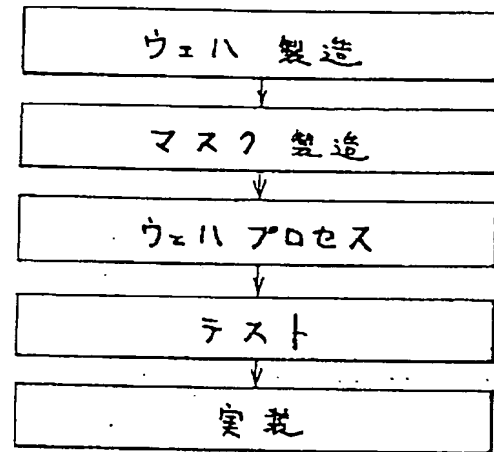 ウェハ 製造
マスク 製造
ウェハ プロセス
テスト
実装